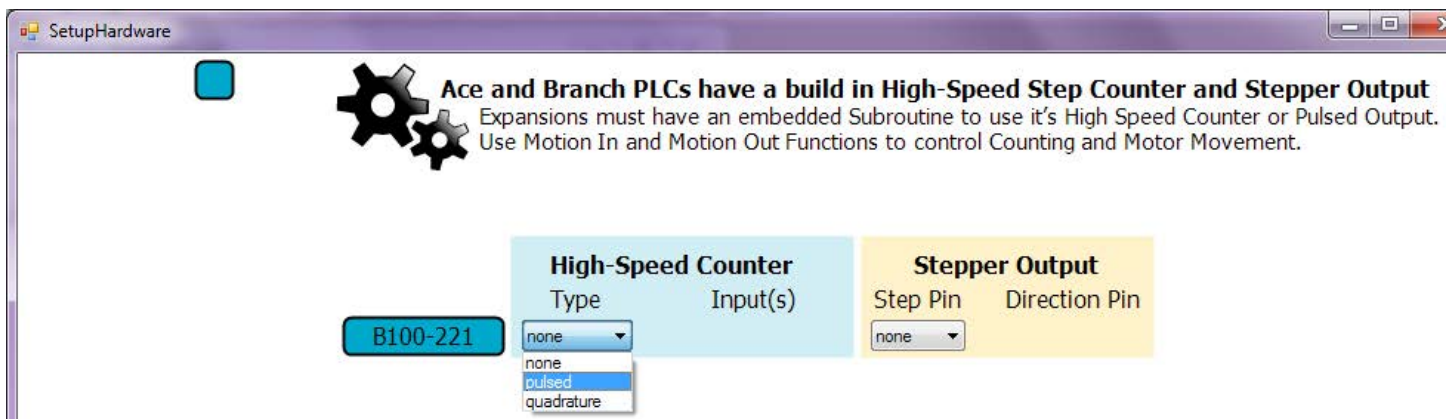 SetupHardware
Ace and Branch PLCs have a build in High-Speed Step Counter and Stepper Output
Expansions must have an embedded Subroutine to use it's High Speed Counter or Pulsed Output.
Use Motion In and Motion Out Functions to control Counting and Motor Movement.
High-Speed Counter Stepper Output
Type Input(s) Step Pin Direction Pin
B100-221 none none
none
pulsed
quadrature